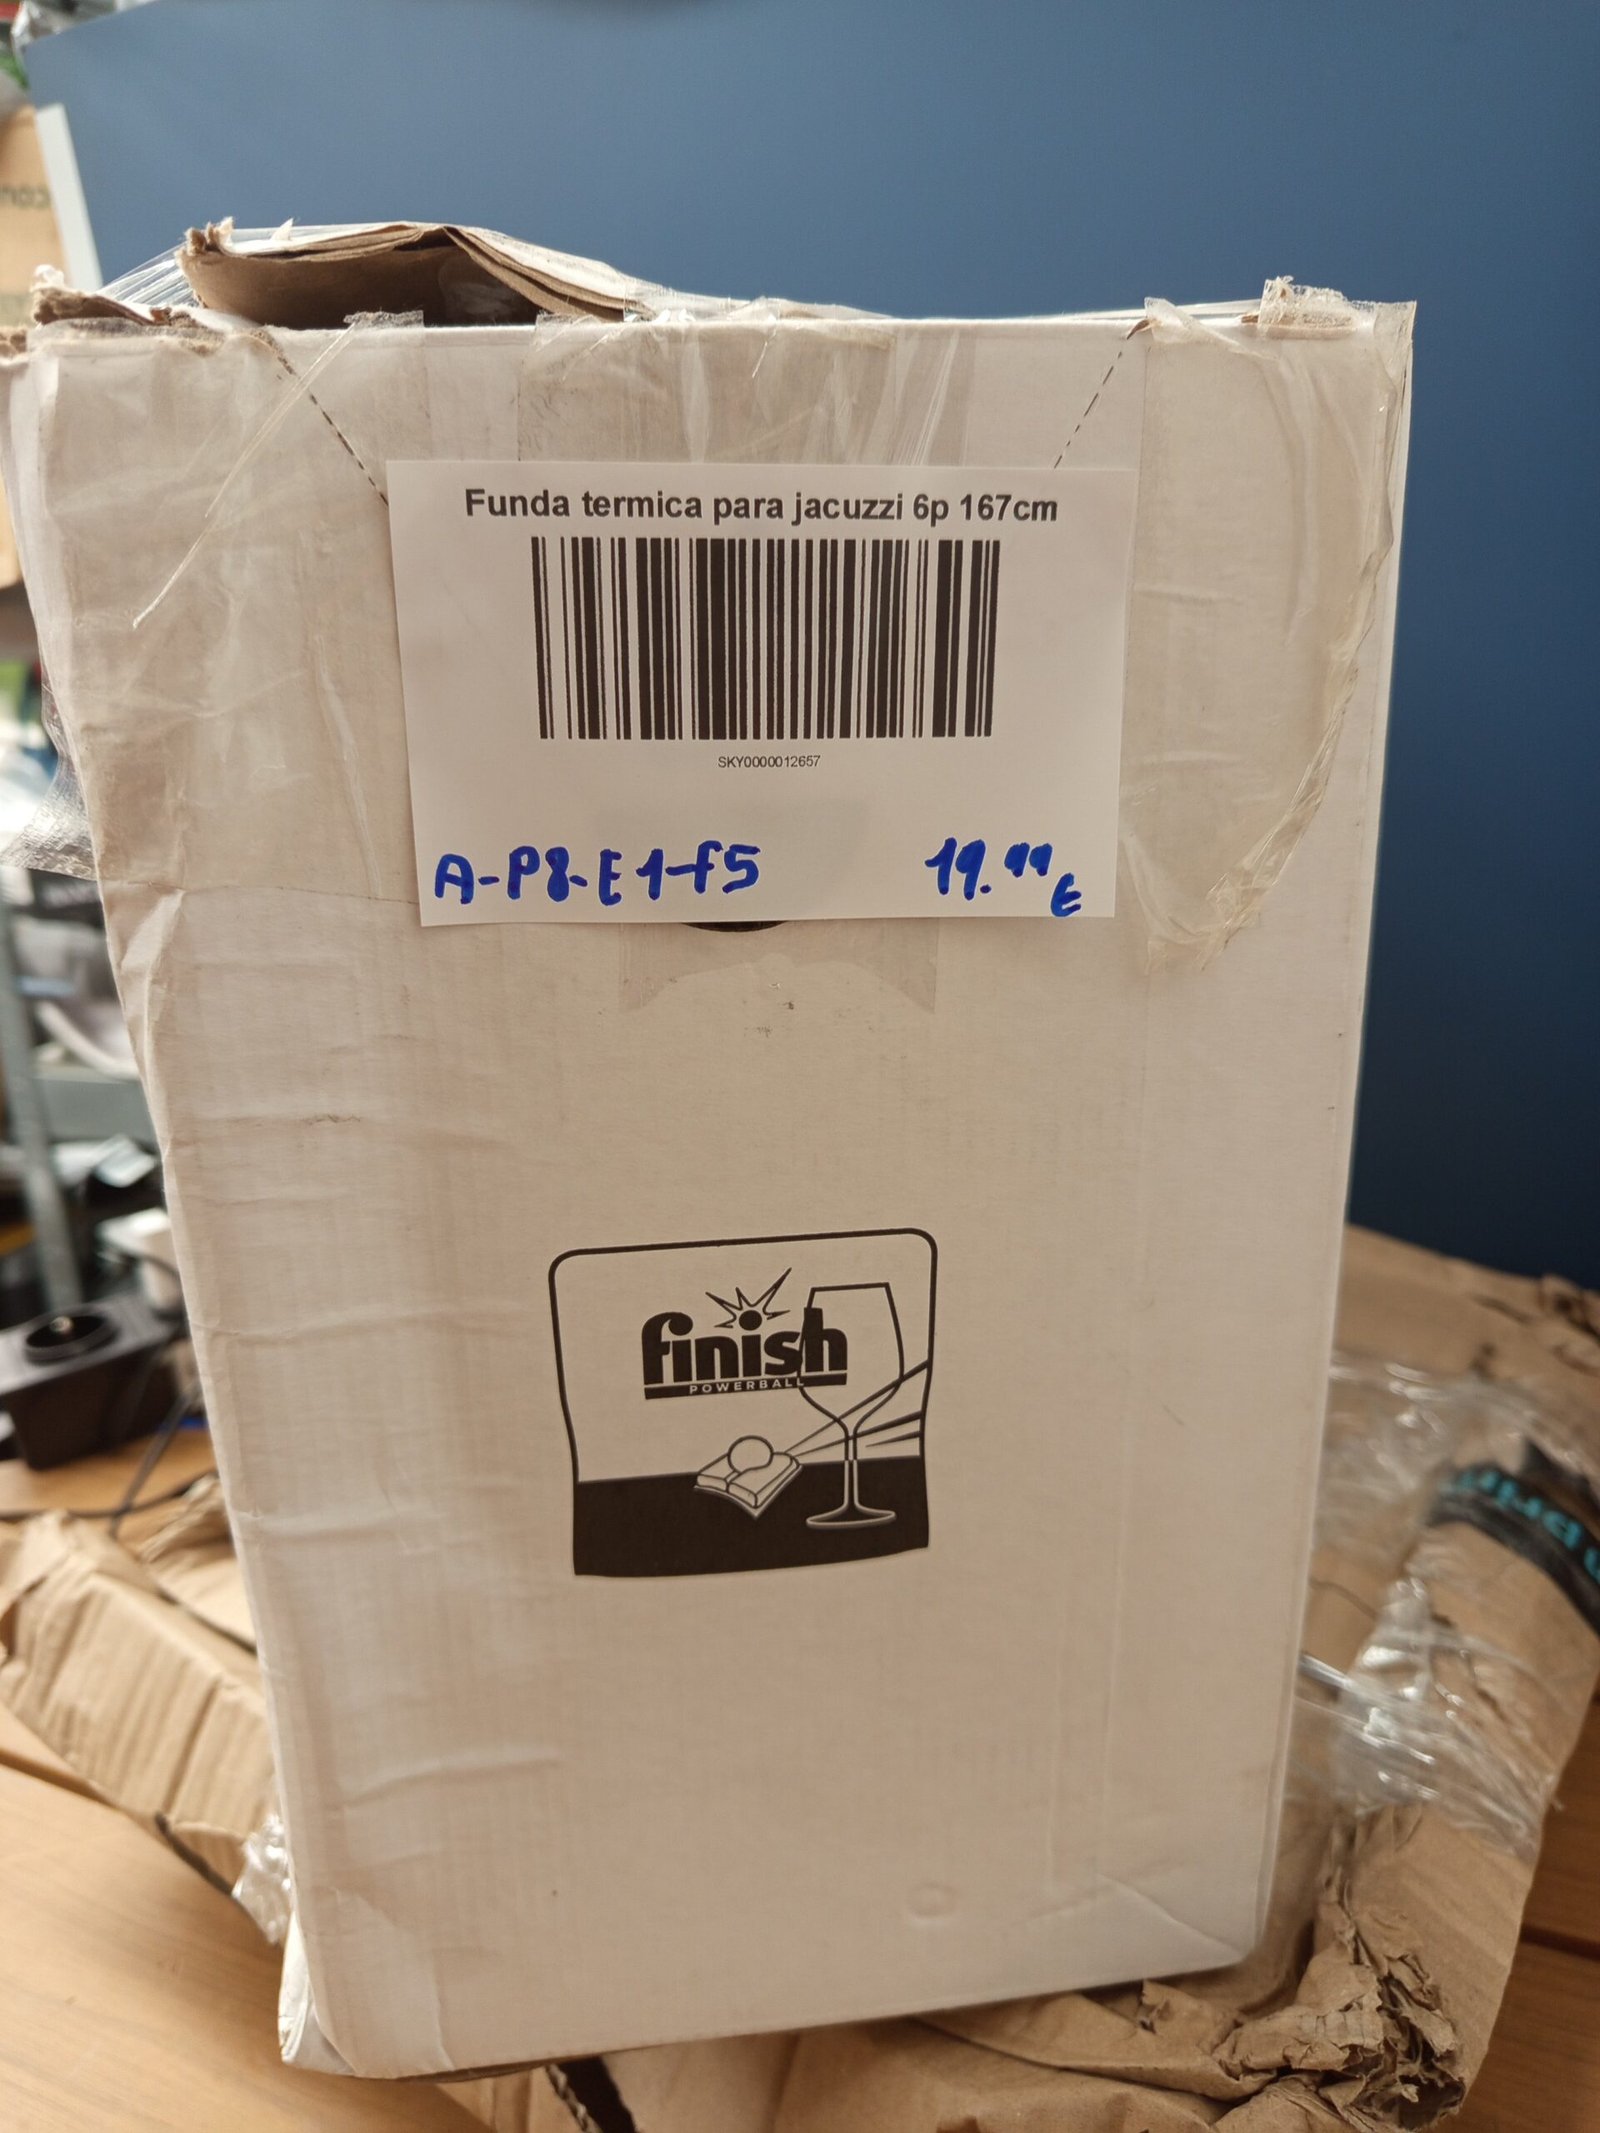 Funda termica para jacuzzi 6p 167cm
SKY0000012657
A-P8-E1-f5 19.99€
finish
POWERBALL